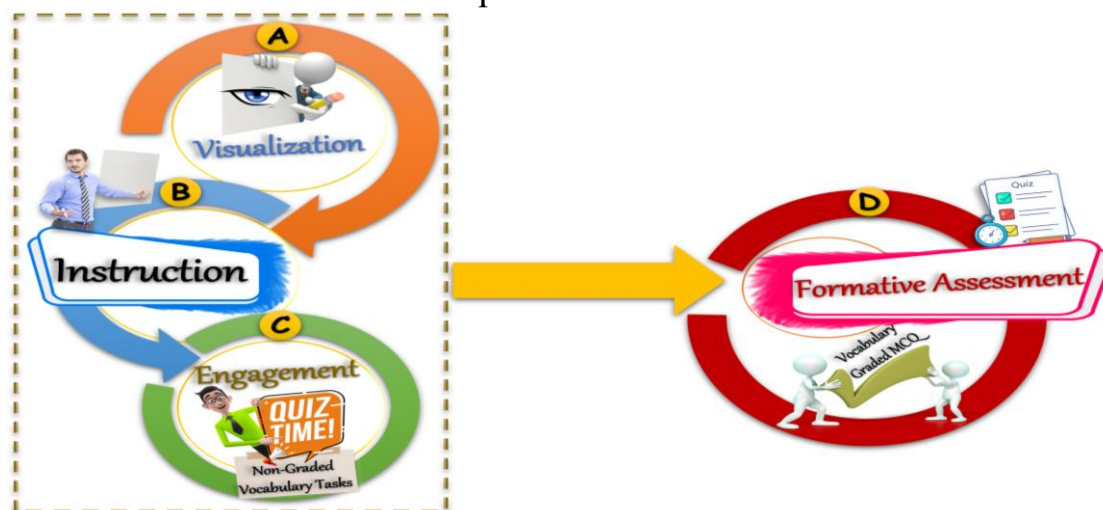 A
Visualization
B
Instruction
C
Engagement
QUIZ
TIME!
Non-Graded
Vocabulary Tasks
D
Quiz
Formative Assessment
Vocabulary
Graded MCQ